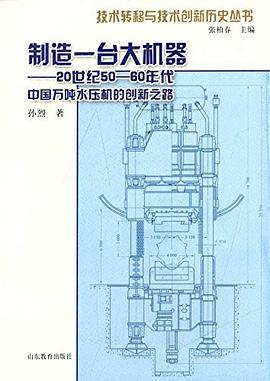 技术转移与技术创新历史丛书
张柏春 主编
制造一台大机器
——20世纪50—60年代
中国万吨水压机的创新之路
孙烈 著
山东教育出版社